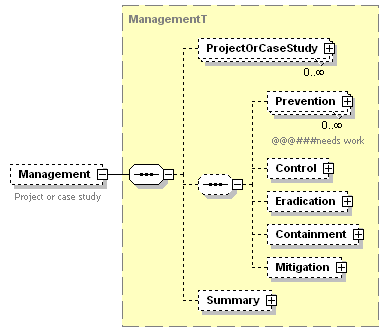 ManagementT
ProjectOrCaseStudy
0..∞
Prevention
0..∞
@@@###needs work
Management
Project or case study
Control
Eradication
Containment
Mitigation
Summary